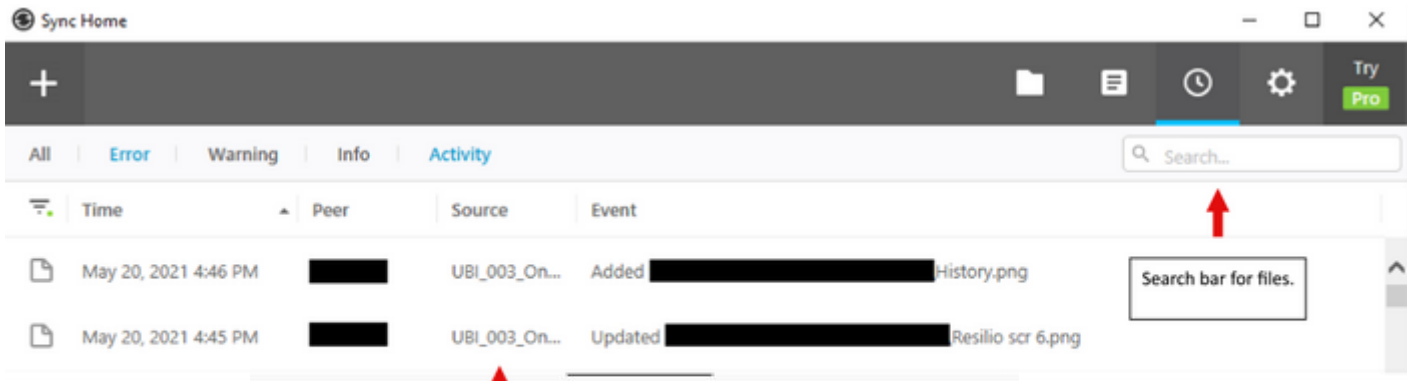 Sync Home
Try
Pro
All Error Warning Info Activity
Search...
Time Peer Source Event
May 20, 2021 4:46 PM UBI_003_On... Added History.png
Search bar for files.
May 20, 2021 4:45 PM UBI_003_On... Updated Resilio scr 6.png